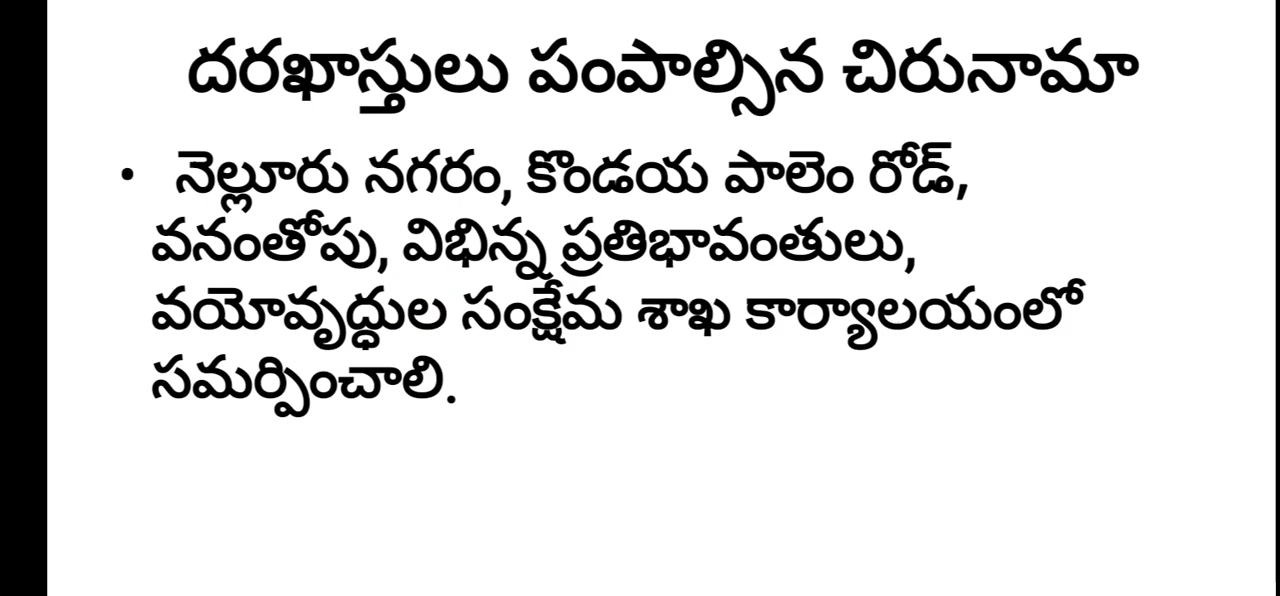 దరఖాస్తులు పంపాల్సిన చిరునామా
• నెల్లూరు నగరం, కొండయ పాలెం రోడ్,
వనంతోపు, విభిన్న ప్రతిభావంతులు,
వయోవృద్ధుల సంక్షేమ శాఖ కార్యాలయంలో
సమర్పించాలి.